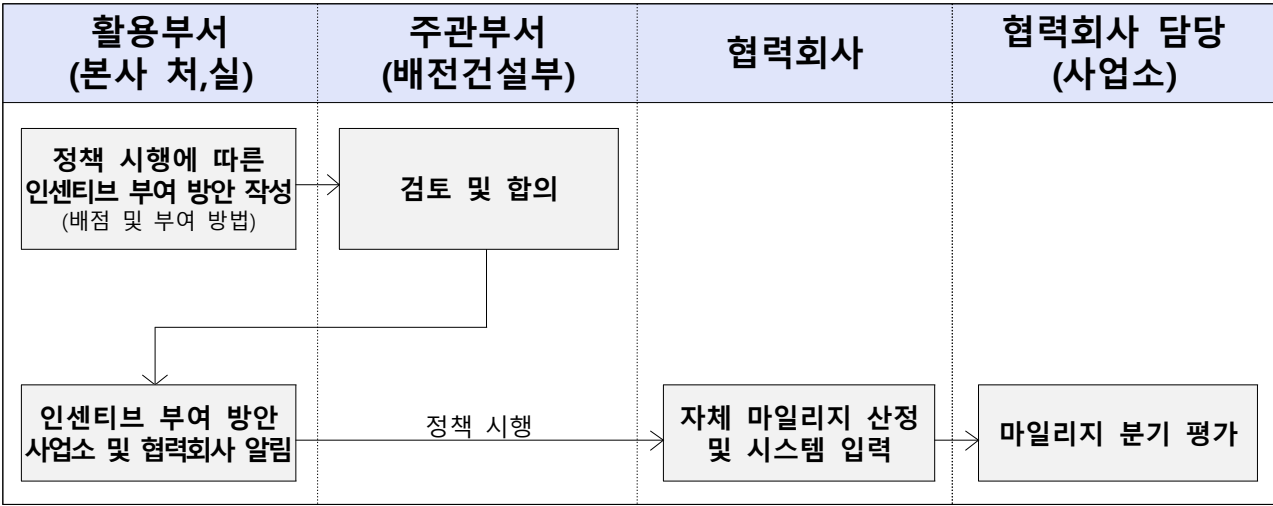 활용부서
(본사 처,실)
주관부서
(배전건설부)
협력회사
협력회사 담당
(사업소)
정책 시행에 따른
인센티브 부여 방안 작성
(배점 및 부여 방법)
검토 및 합의
인센티브 부여 방안
사업소 및 협력회사 알림
정책 시행
자체 마일리지 산정
및 시스템 입력
마일리지 분기 평가